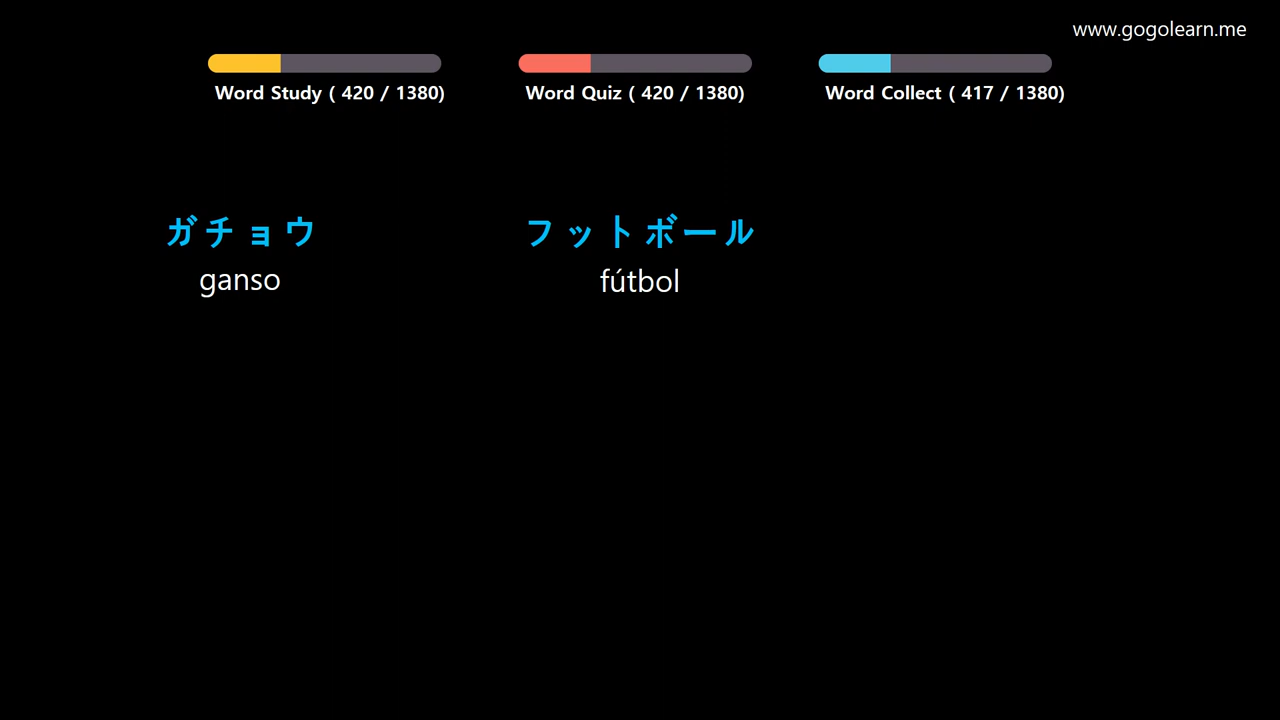 www.gogolearn.me
Word Study ( 420 / 1380)
Word Quiz ( 420 / 1380)
Word Collect ( 417 / 1380)
ガチョウ
ganso
フットボール
fútbol